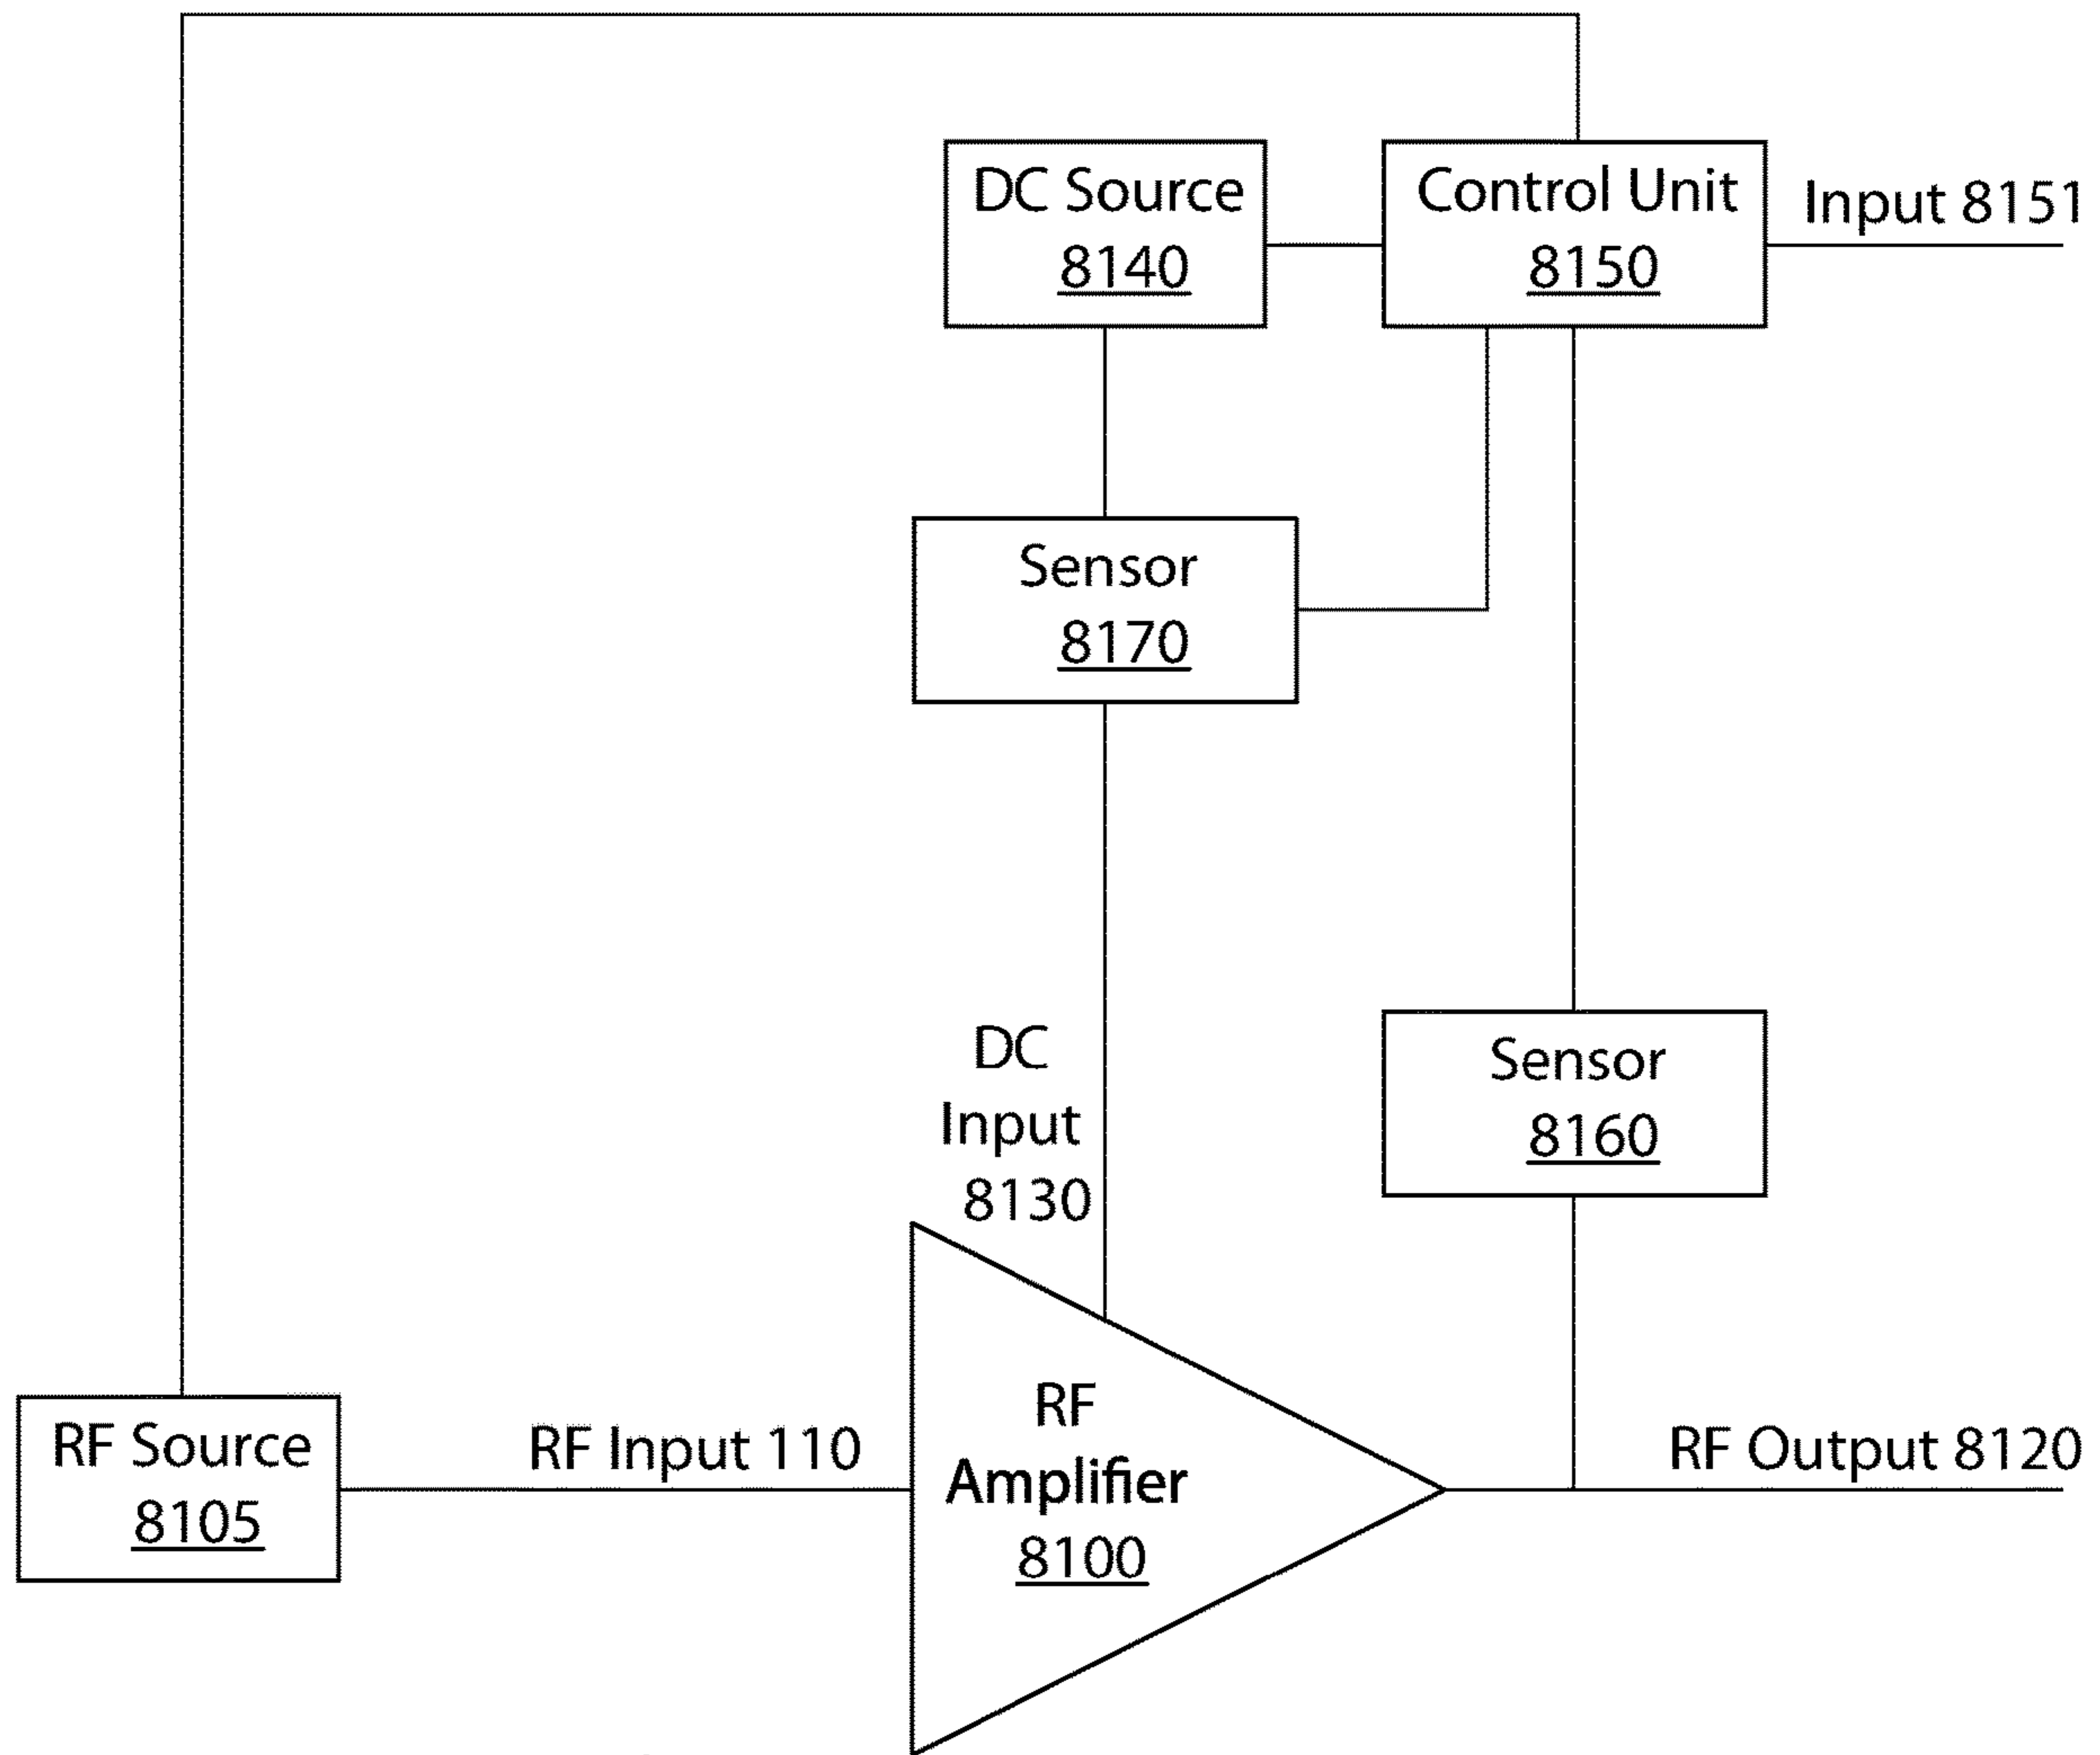 DC Source
8140
Control Unit
8150
Input 8151
Sensor
8170
DC
Input
8130
Sensor
8160
RF Source
8105
RF Input 110
RF
Amplifier
8100
RF Output 8120